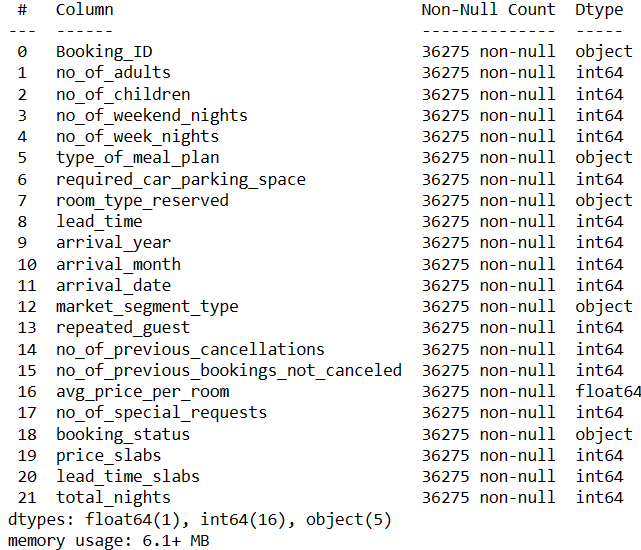 #   Column                                Non-Null Count  Dtype
---  ------                                --------------  -----
 0   Booking_ID                            36275 non-null  object
 1   no_of_adults                          36275 non-null  int64
 2   no_of_children                        36275 non-null  int64
 3   no_of_weekend_nights                  36275 non-null  int64
 4   no_of_week_nights                     36275 non-null  int64
 5   type_of_meal_plan                     36275 non-null  object
 6   required_car_parking_space            36275 non-null  int64
 7   room_type_reserved                    36275 non-null  object
 8   lead_time                             36275 non-null  int64
 9   arrival_year                          36275 non-null  int64
 10  arrival_month                         36275 non-null  int64
 11  arrival_date                          36275 non-null  int64
 12  market_segment_type                   36275 non-null  object
 13  repeated_guest                        36275 non-null  int64
 14  no_of_previous_cancellations          36275 non-null  int64
 15  no_of_previous_bookings_not_canceled  36275 non-null  int64
 16  avg_price_per_room                    36275 non-null  float64
 17  no_of_special_requests                36275 non-null  int64
 18  booking_status                        36275 non-null  object
 19  price_slabs                           36275 non-null  int64
 20  lead_time_slabs                       36275 non-null  int64
 21  total_nights                          36275 non-null  int64
dtypes: float64(1), int64(16), object(5)
memory usage: 6.1+ MB